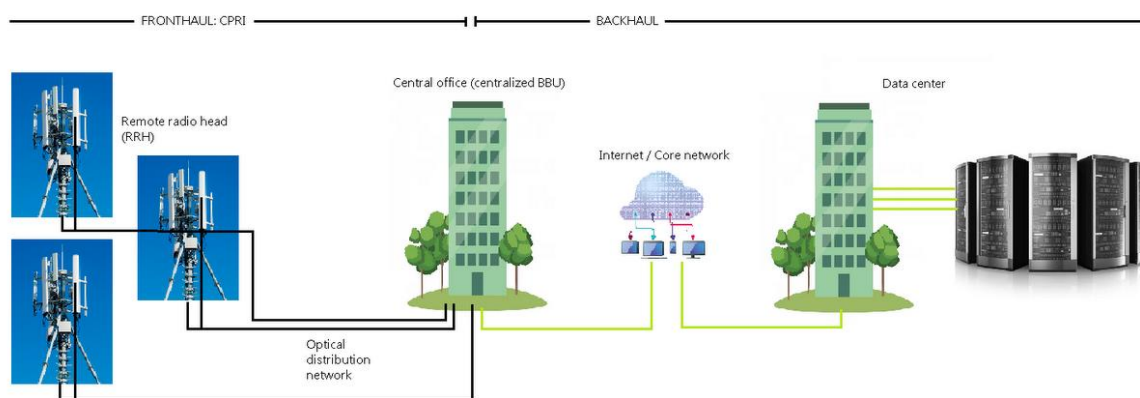 FRONTHAUL: CPRI
BACKHAUL
Central office (centralized BBU)
Data center
Remote radio head
(RRH)
Internet / Core network
Optical
distribution
network